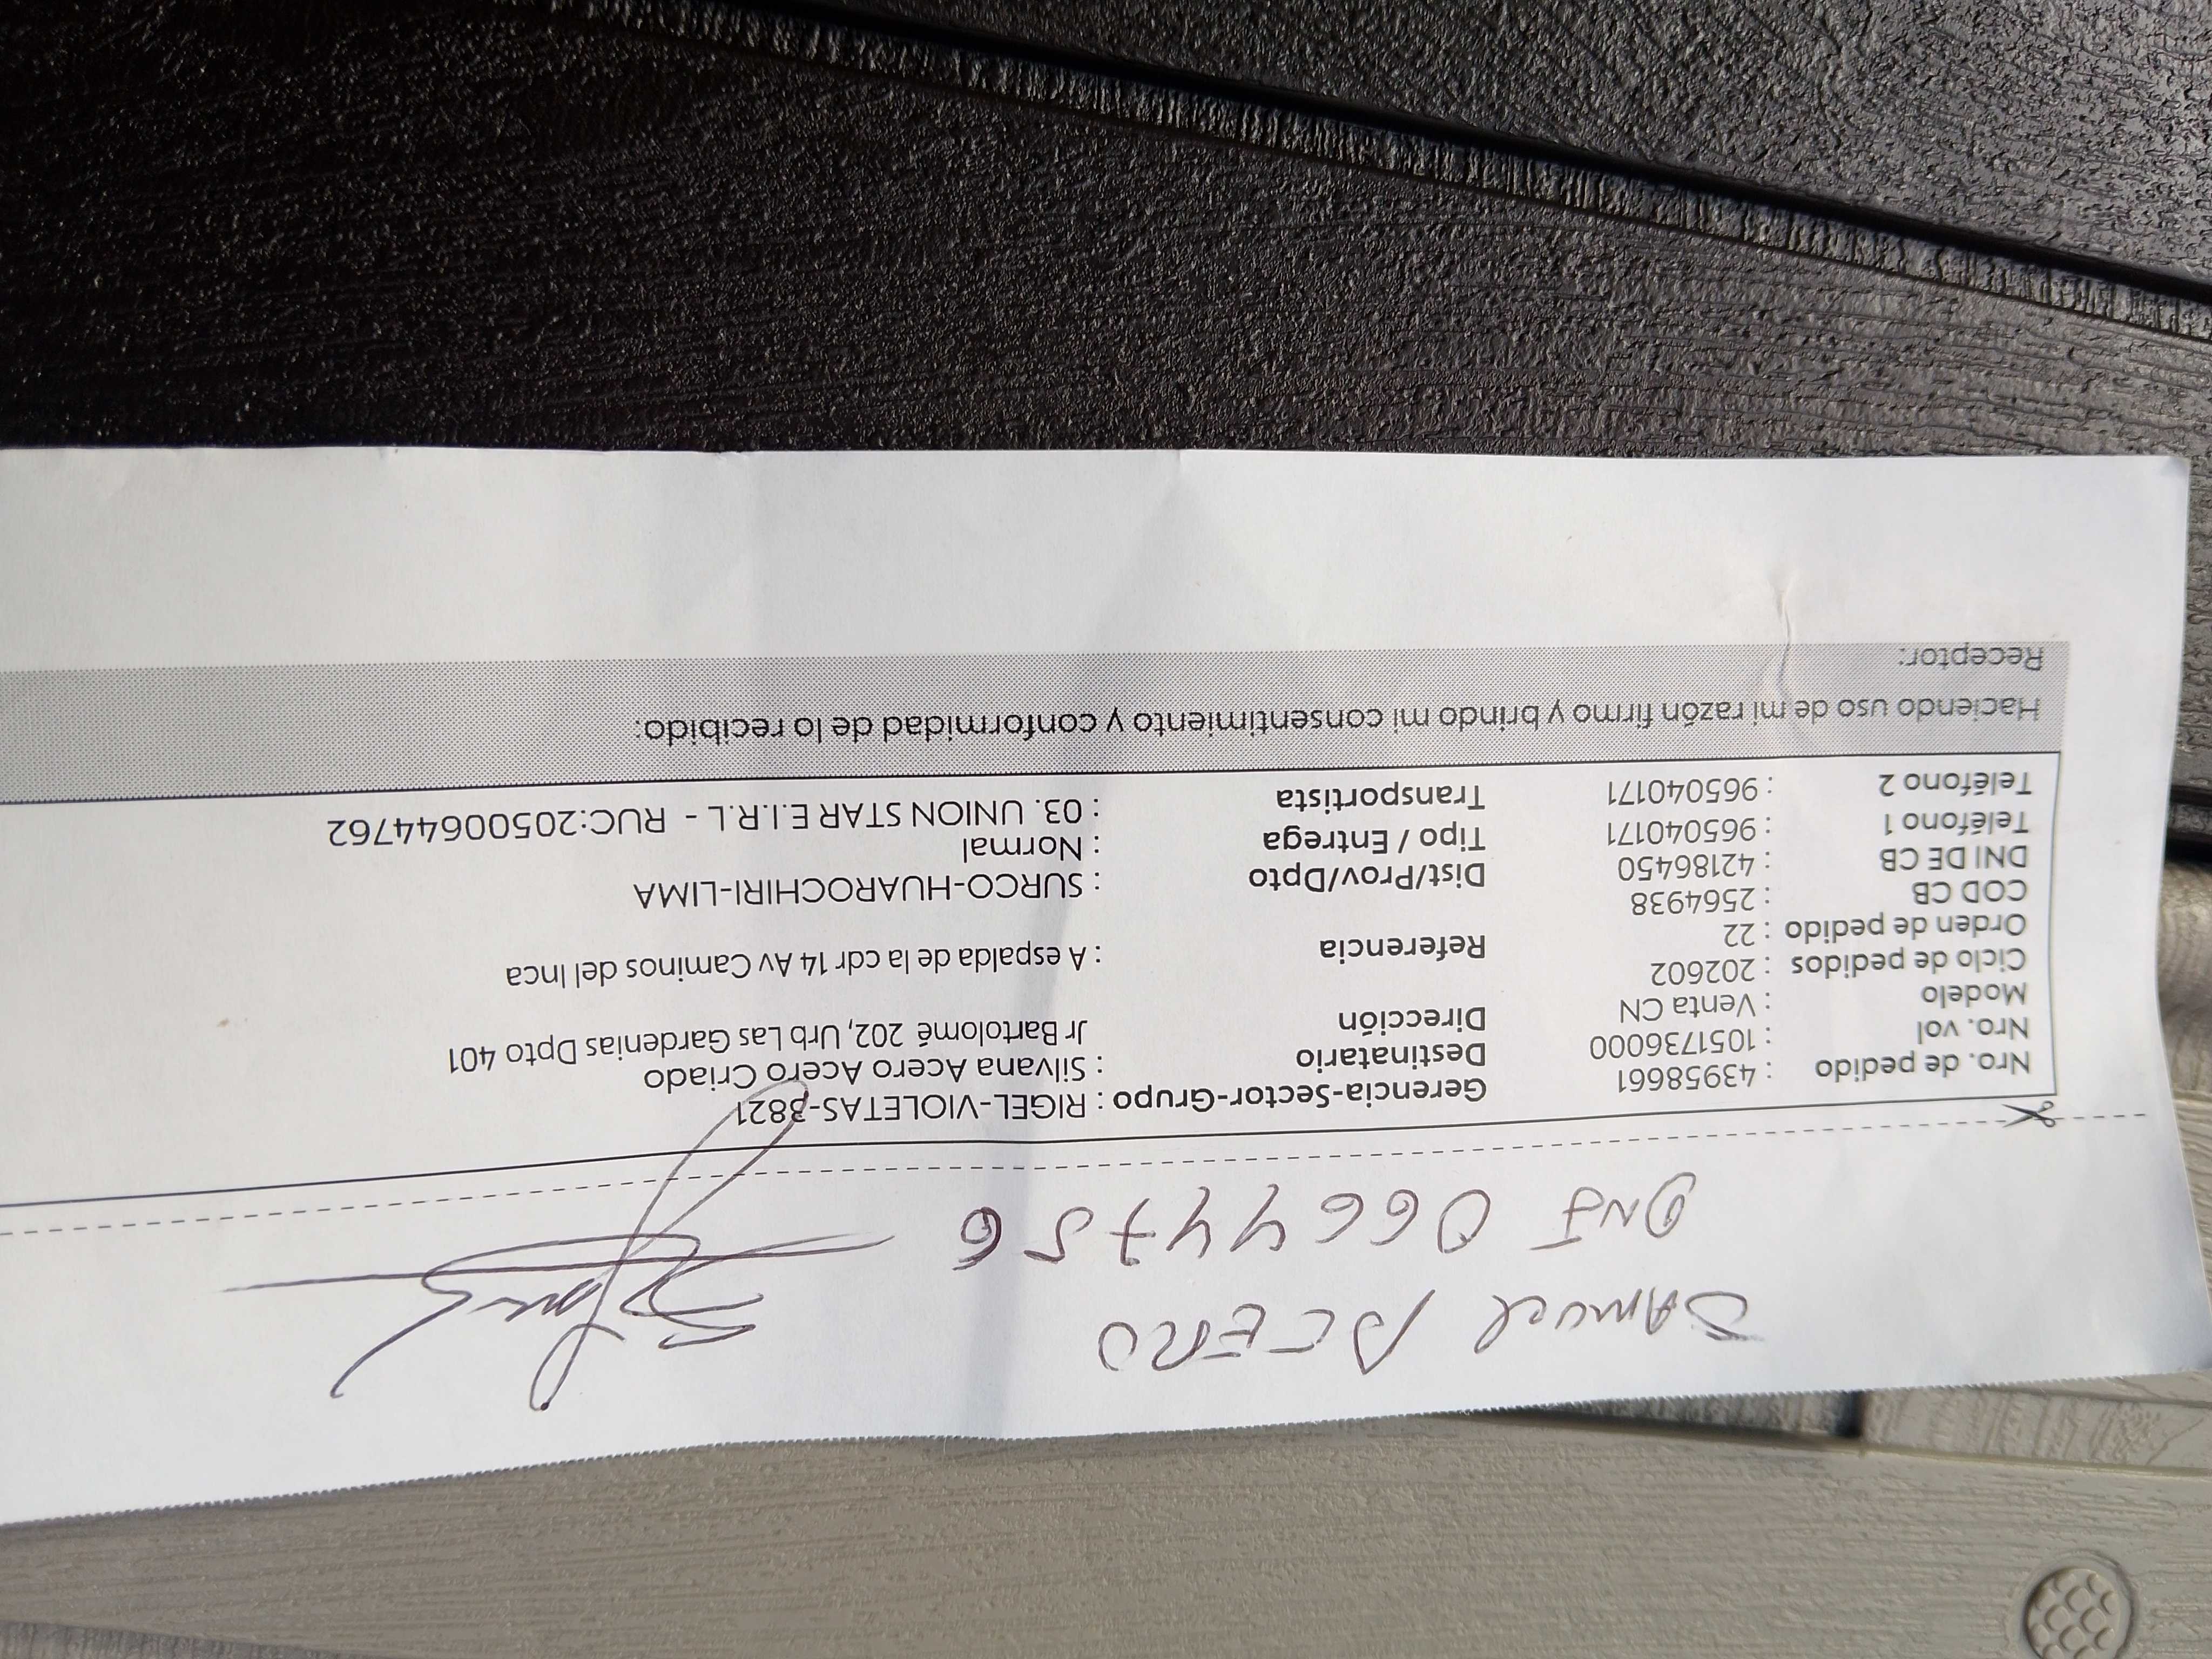 SAmuel ACERO
DNI 06644756
Nro. de pedido : 43958661 Gerencia-Sector-Grupo : RIGEL-VIOLETAS-3821
Nro. vol : 1051736000 Destinatario : Silvana Acero Acero Criado
Modelo : Venta CN Dirección Jr Bartolomé 202, Urb Las Gardenias Dpto 401
Ciclo de pedidos : 202602
Orden de pedido : 22 Referencia : A espalda de la cdr 14 Av Caminos del Inca
COD CB : 2564938
DNI DE CB : 42186450 Dist/Prov/Dpto : SURCO-HUAROCHIRI-LIMA
Teléfono 1 : 965040171 Tipo / Entrega : Normal
Teléfono 2 : 965040171 Transportista : 03. UNION STAR E.I.R.L - RUC:20500644762
Haciendo uso de mi razón firmo y brindo mi consentimiento y conformidad de lo recibido:
Receptor: